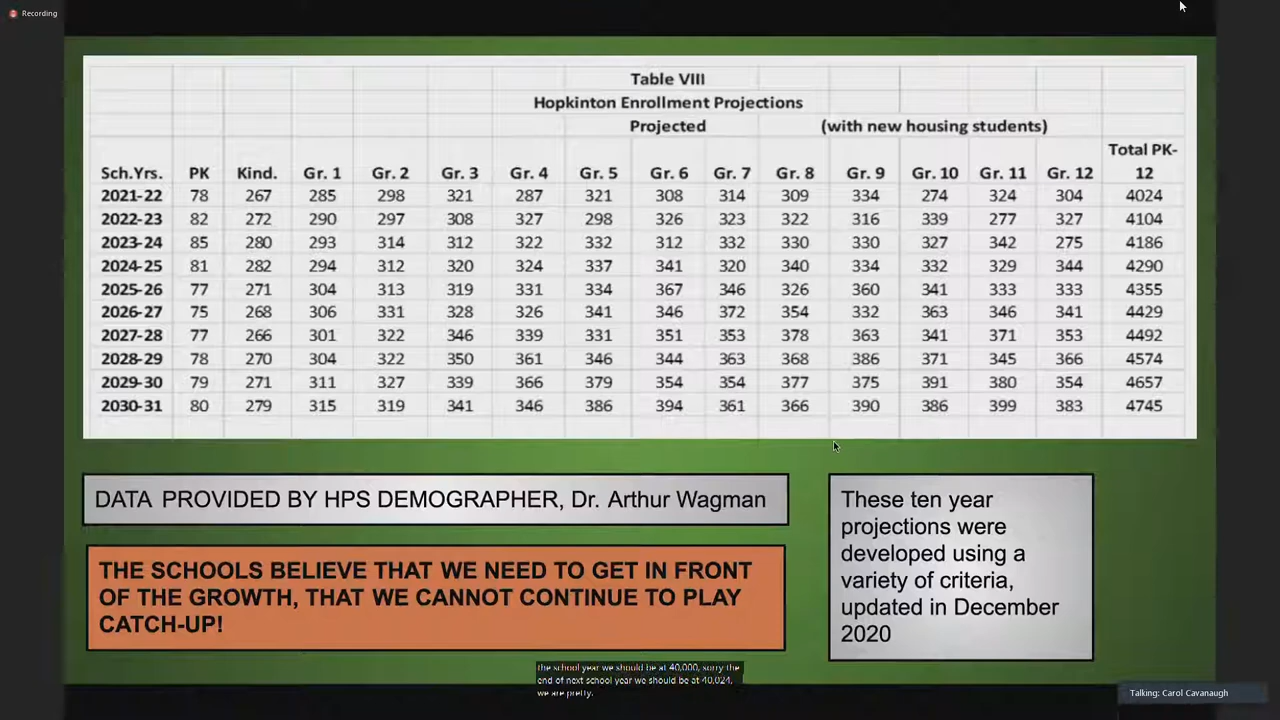 Recording
Table VIII
Hopkinton Enrollment Projections
Projected (with new housing students)
Sch.Yrs. PK Kind. Gr. 1 Gr. 2 Gr. 3 Gr. 4 Gr. 5 Gr. 6 Gr. 7 Gr. 8 Gr. 9 Gr. 10 Gr. 11 Gr. 12 Total PK-12
2021-22 78 267 285 298 321 287 321 308 314 309 334 274 324 304 4024
2022-23 82 272 290 297 308 327 298 326 323 322 316 339 277 327 4104
2023-24 85 280 293 314 312 322 332 312 332 330 330 327 342 275 4186
2024-25 81 282 294 312 320 324 337 341 320 340 334 332 329 344 4290
2025-26 77 271 304 313 319 331 334 367 346 326 360 341 333 333 4355
2026-27 75 268 306 331 328 326 341 346 372 354 332 363 346 341 4429
2027-28 77 266 301 322 346 339 331 351 353 378 363 341 371 353 4492
2028-29 78 270 304 322 350 361 346 344 363 368 386 371 345 366 4574
2029-30 79 271 311 327 339 366 379 354 354 377 375 391 380 354 4657
2030-31 80 279 315 319 341 346 386 394 361 366 390 386 399 383 4745
DATA PROVIDED BY HPS DEMOGRAPHER, Dr. Arthur Wagman
THE SCHOOLS BELIEVE THAT WE NEED TO GET IN FRONT
OF THE GROWTH, THAT WE CANNOT CONTINUE TO PLAY
CATCH-UP!
These ten year
projections were
developed using a
variety of criteria,
updated in December
2020
the school year we should be at 40,000, sorry the
end of next school year we should be at 40,024,
we are pretty.
Talking: Carol Cavanaugh